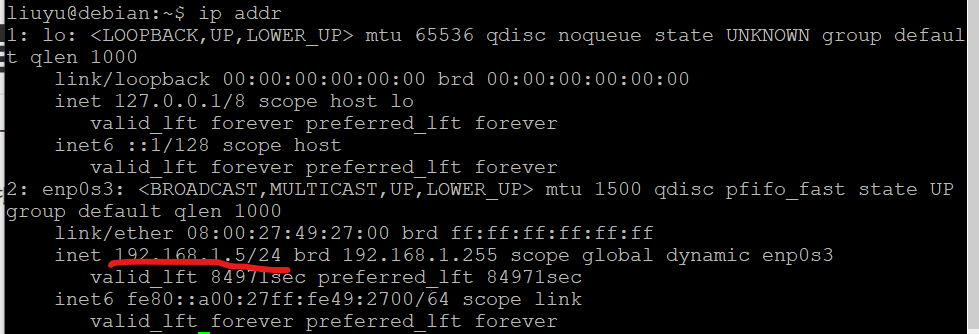 liuyu@debian:~$ ip addr
1: lo: <LOOPBACK,UP,LOWER_UP> mtu 65536 qdisc noqueue state UNKNOWN group defaul
t qlen 1000
    link/loopback 00:00:00:00:00:00 brd 00:00:00:00:00:00
    inet 127.0.0.1/8 scope host lo
       valid_lft forever preferred_lft forever
    inet6 ::1/128 scope host
       valid_lft forever preferred_lft forever
2: enp0s3: <BROADCAST,MULTICAST,UP,LOWER_UP> mtu 1500 qdisc pfifo_fast state UP
group default qlen 1000
    link/ether 08:00:27:49:27:00 brd ff:ff:ff:ff:ff:ff
    inet 192.168.1.5/24 brd 192.168.1.255 scope global dynamic enp0s3
       valid_lft 84971sec preferred_lft 84971sec
    inet6 fe80::a00:27ff:fe49:2700/64 scope link
       valid_lft forever preferred_lft forever